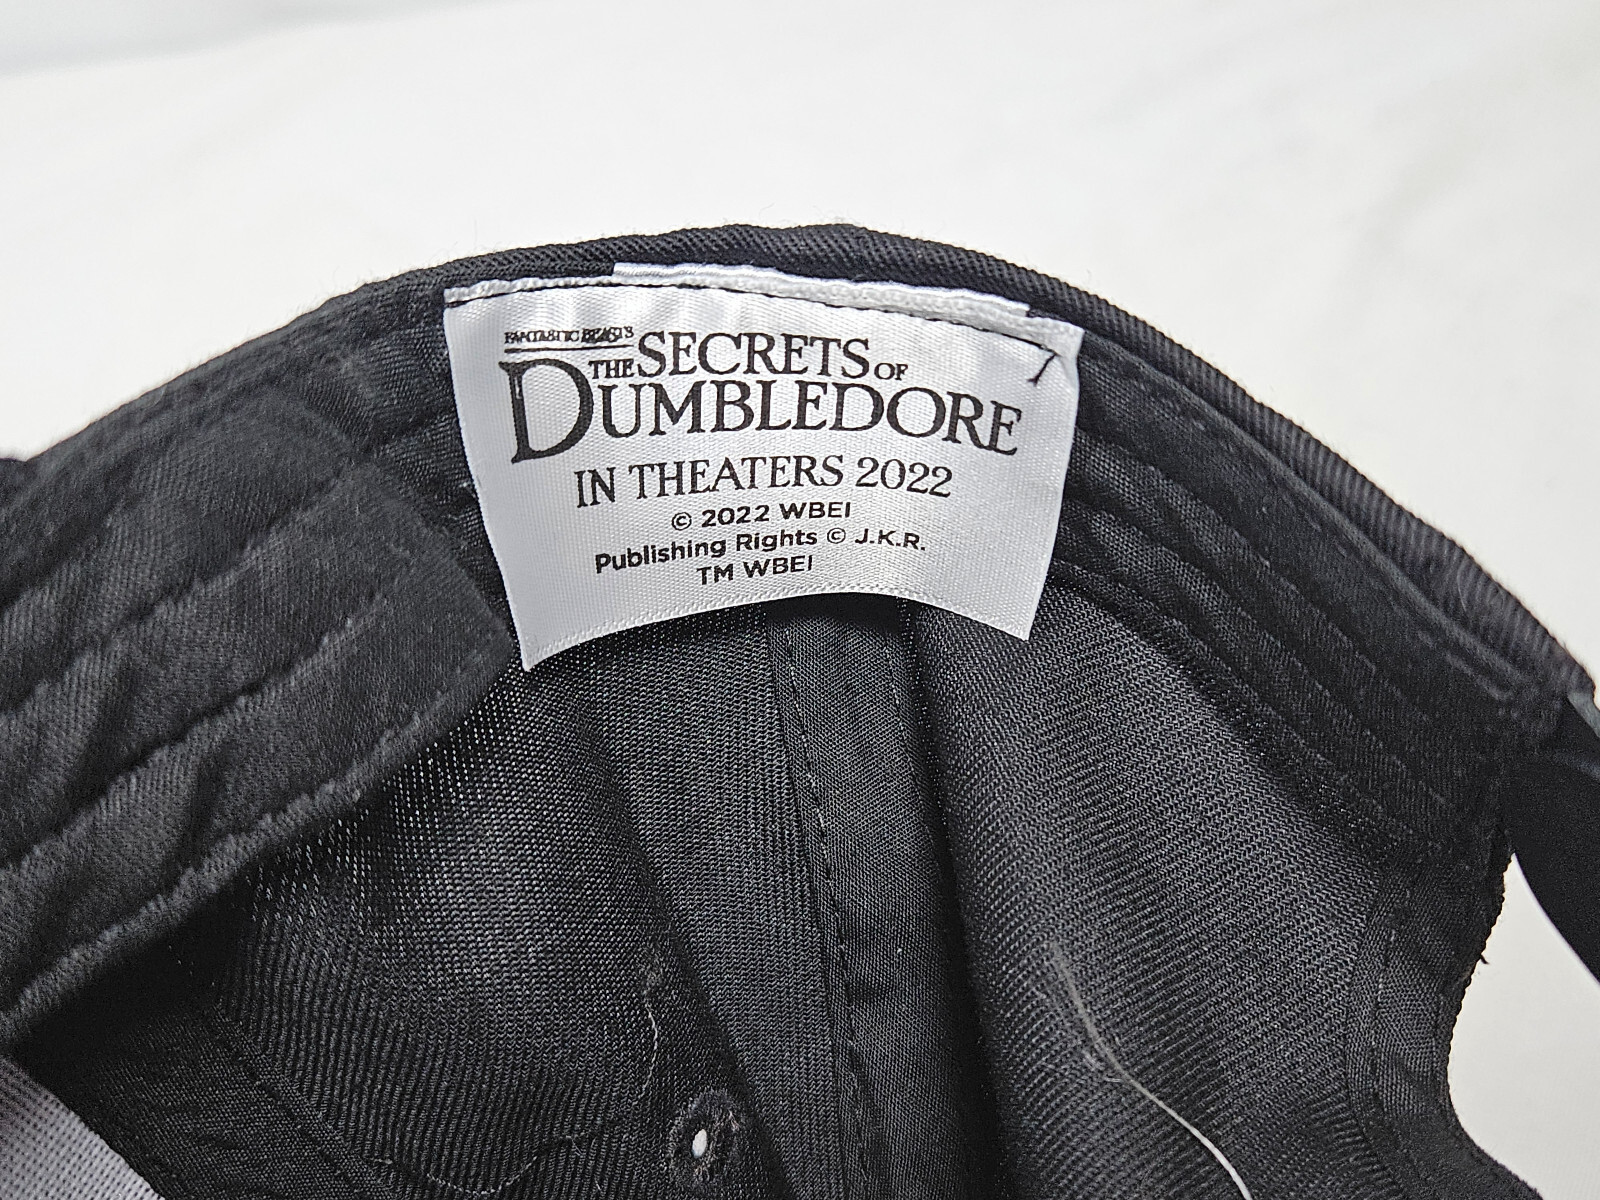 FANTASTIC BEASTS
THE SECRETS OF
DUMBLEDORE
IN THEATERS 2022
© 2022 WBEI
Publishing Rights © J.K.R.
TM WBEI